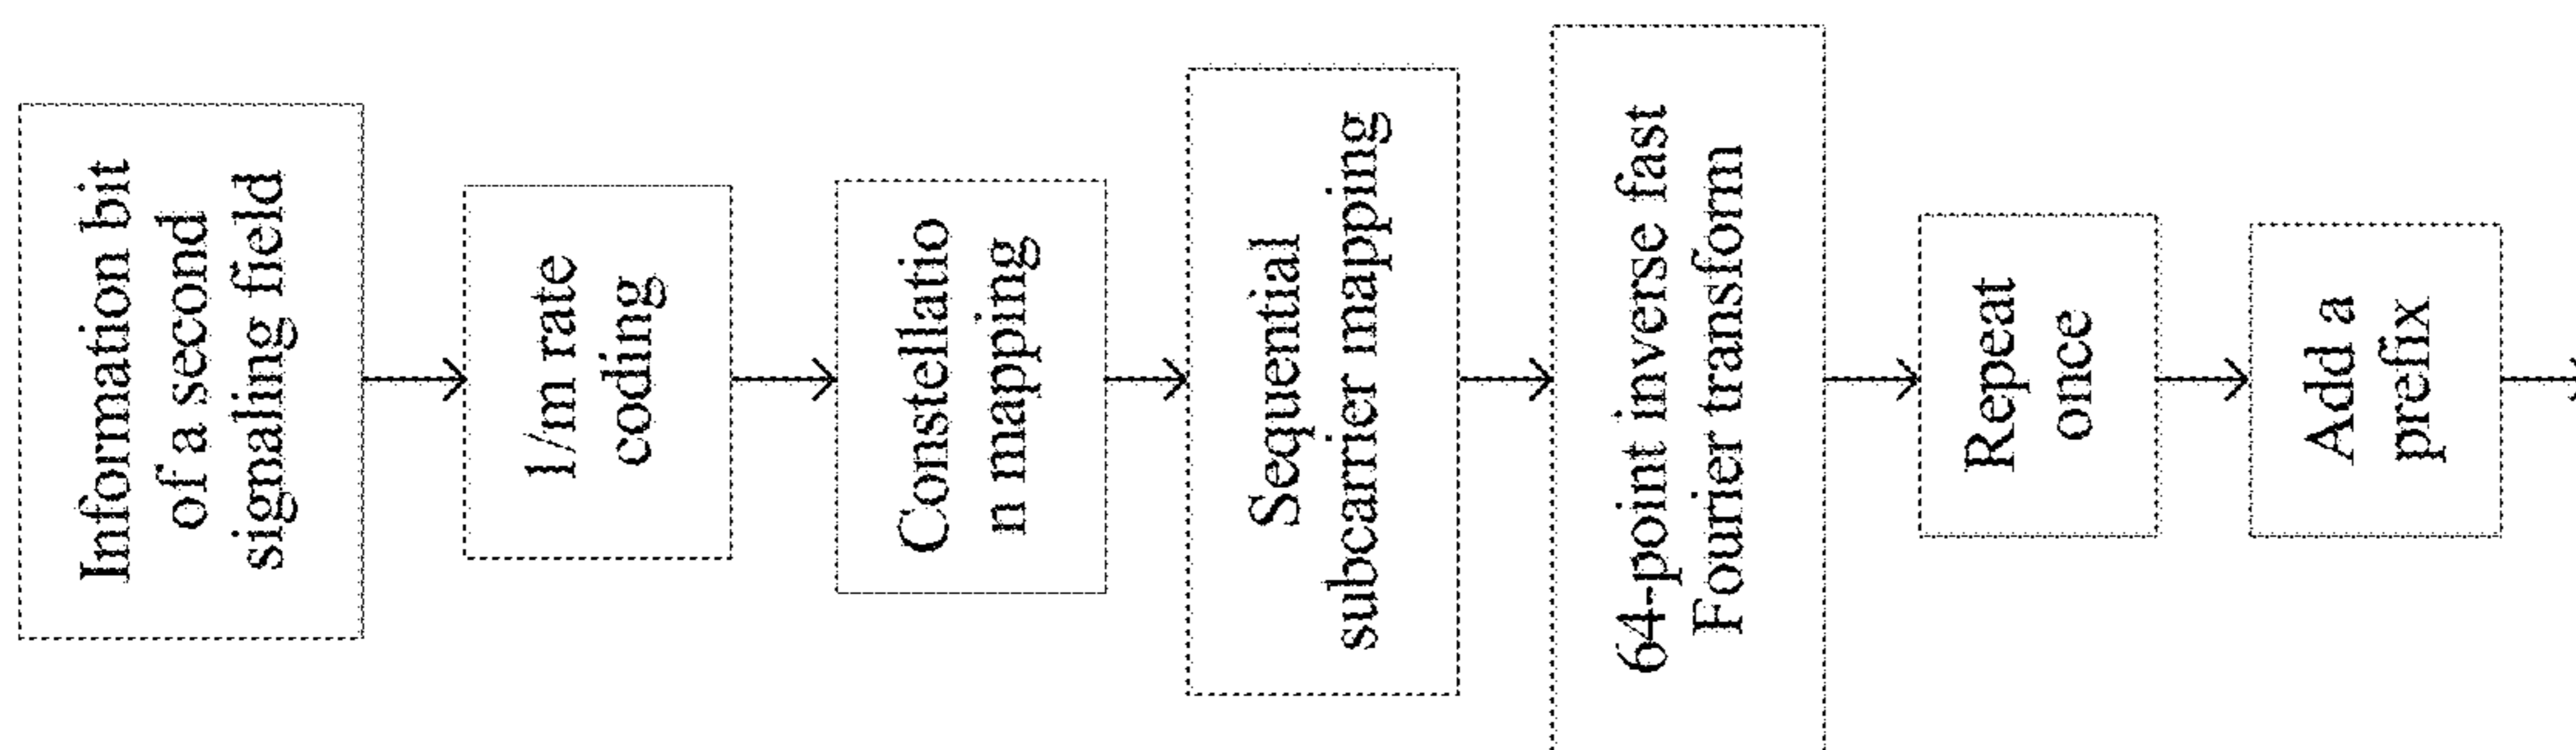 Information bit
of a second
signaling field
1/m rate
coding
Constellatio
n mapping
Sequential
subcarrier mapping
64-point inverse fast
Fourier transform
Repeat
once
Add a
prefix